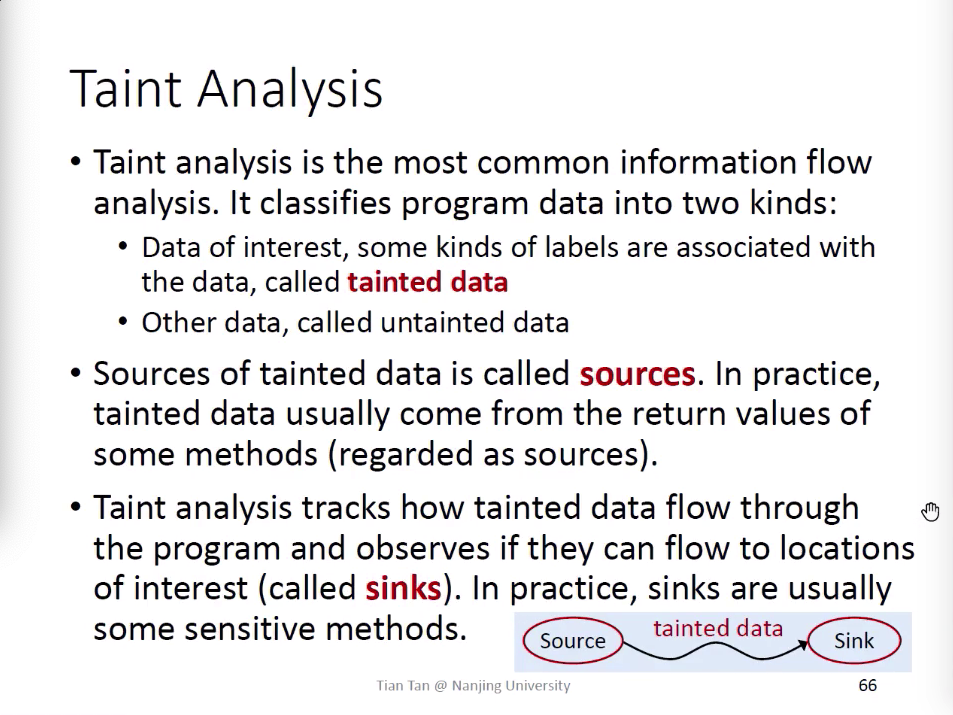 Taint Analysis
• Taint analysis is the most common information flow
analysis. It classifies program data into two kinds:
• Data of interest, some kinds of labels are associated with
the data, called tainted data
• Other data, called untainted data
• Sources of tainted data is called sources. In practice,
tainted data usually come from the return values of
some methods (regarded as sources).
• Taint analysis tracks how tainted data flow through
the program and observes if they can flow to locations
of interest (called sinks). In practice, sinks are usually
some sensitive methods.
Source tainted data Sink
Tian Tan @ Nanjing University
66